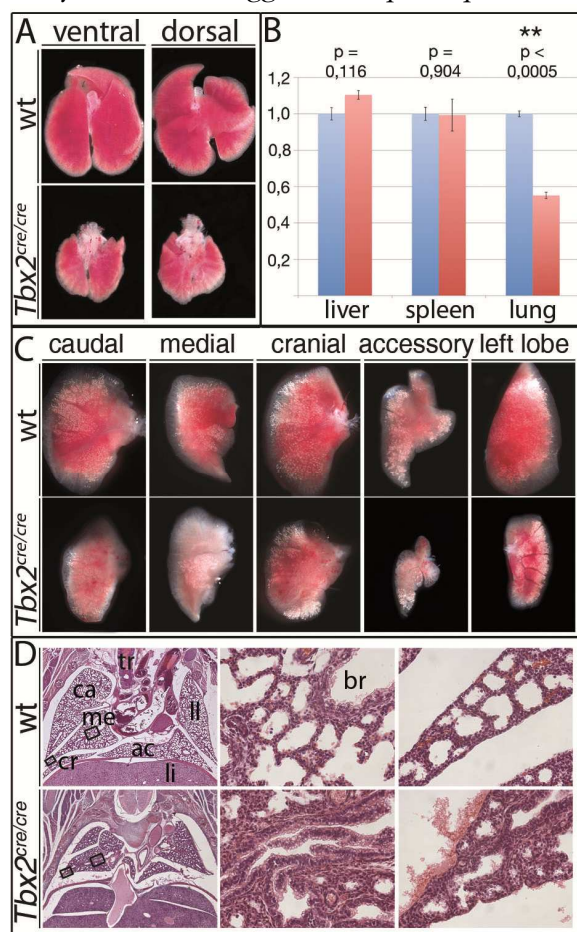 A
ventral dorsal
wt
Tbx2cre/cre
B
p = 0,116
p = 0,904
**
p < 0,0005
1,2
1,0
0,8
0,6
0,4
0,2
liver spleen lung
C
caudal medial cranial accessory left lobe
wt
Tbx2cre/cre
D
wt
tr
ca
me
ll
cr
ac
li
br
Tbx2cre/cre